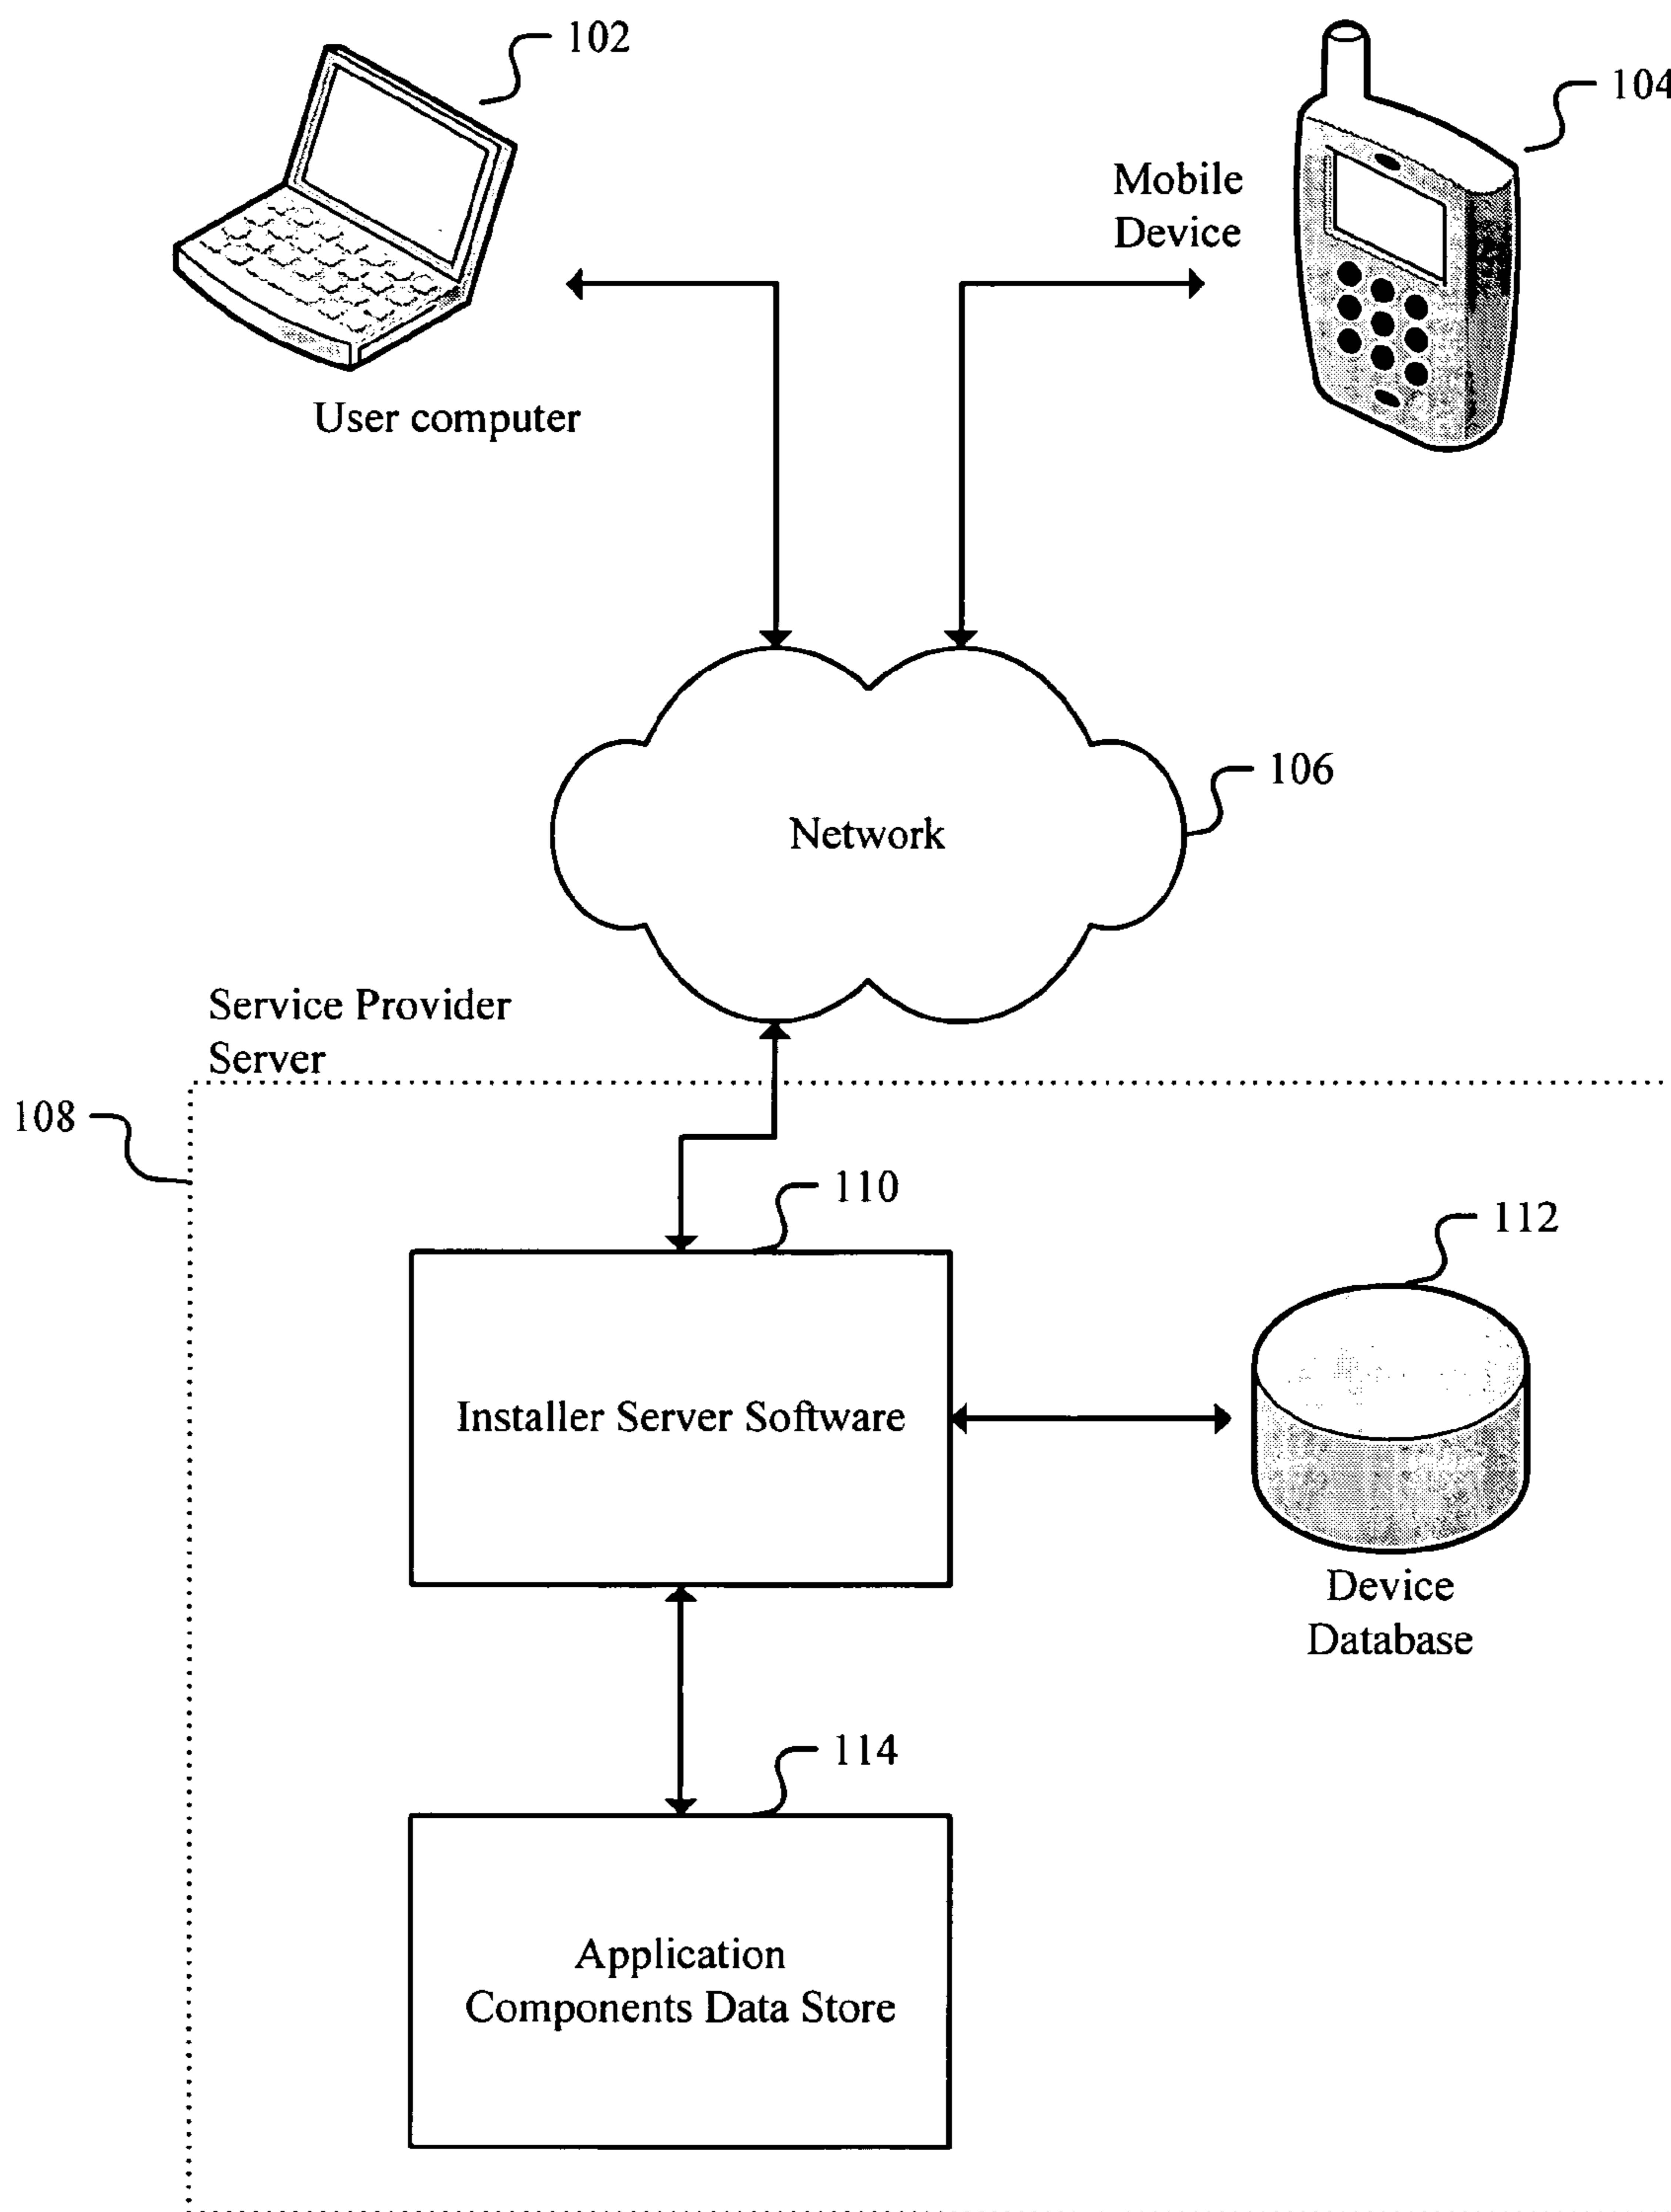 102
104
Mobile
Device
User computer
106
Network
Service Provider
Server
108
110
112
Installer Server Software
Device
Database
114
Application
Components Data Store